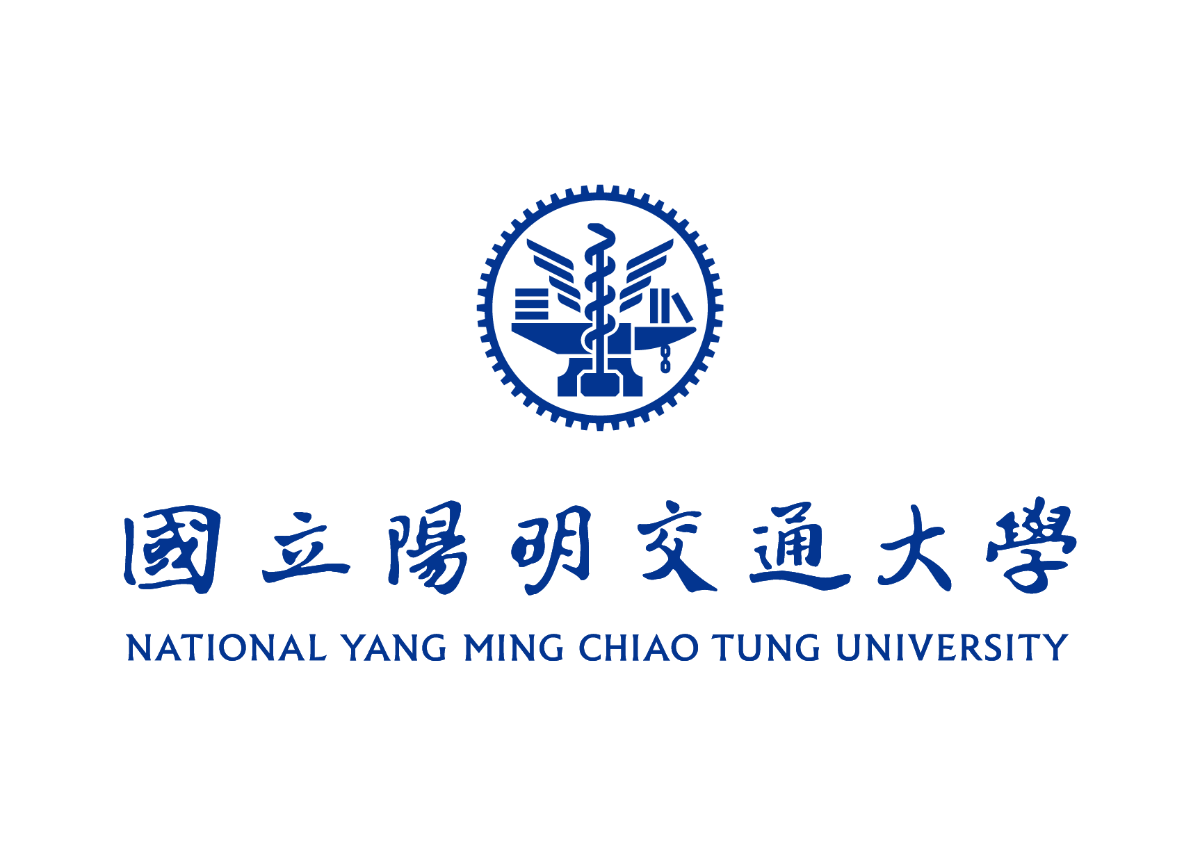 國立陽明交通大學
NATIONAL YANG MING CHIAO TUNG UNIVERSITY